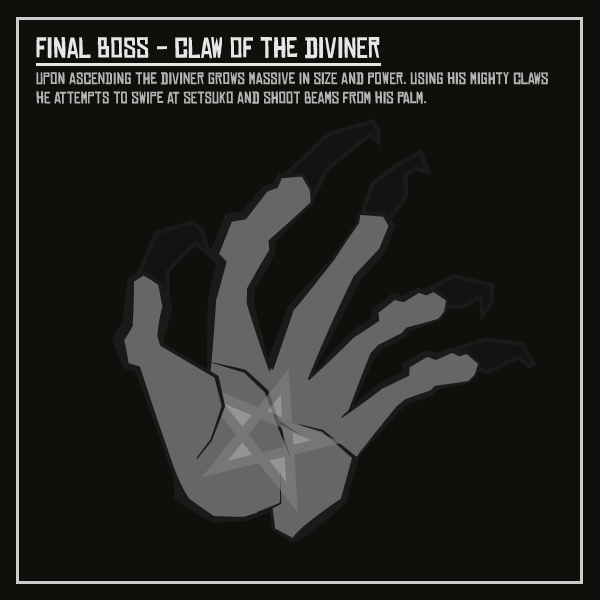 FINAL BOSS - CLAW OF THE DIVINER
UPON ASCENDING THE DIVINER GROWS MASSIVE IN SIZE AND POWER. USING HIS MIGHTY CLAWS
HE ATTEMPTS TO SWIPE AT SETSUKO AND SHOOT BEAMS FROM HIS PALM.